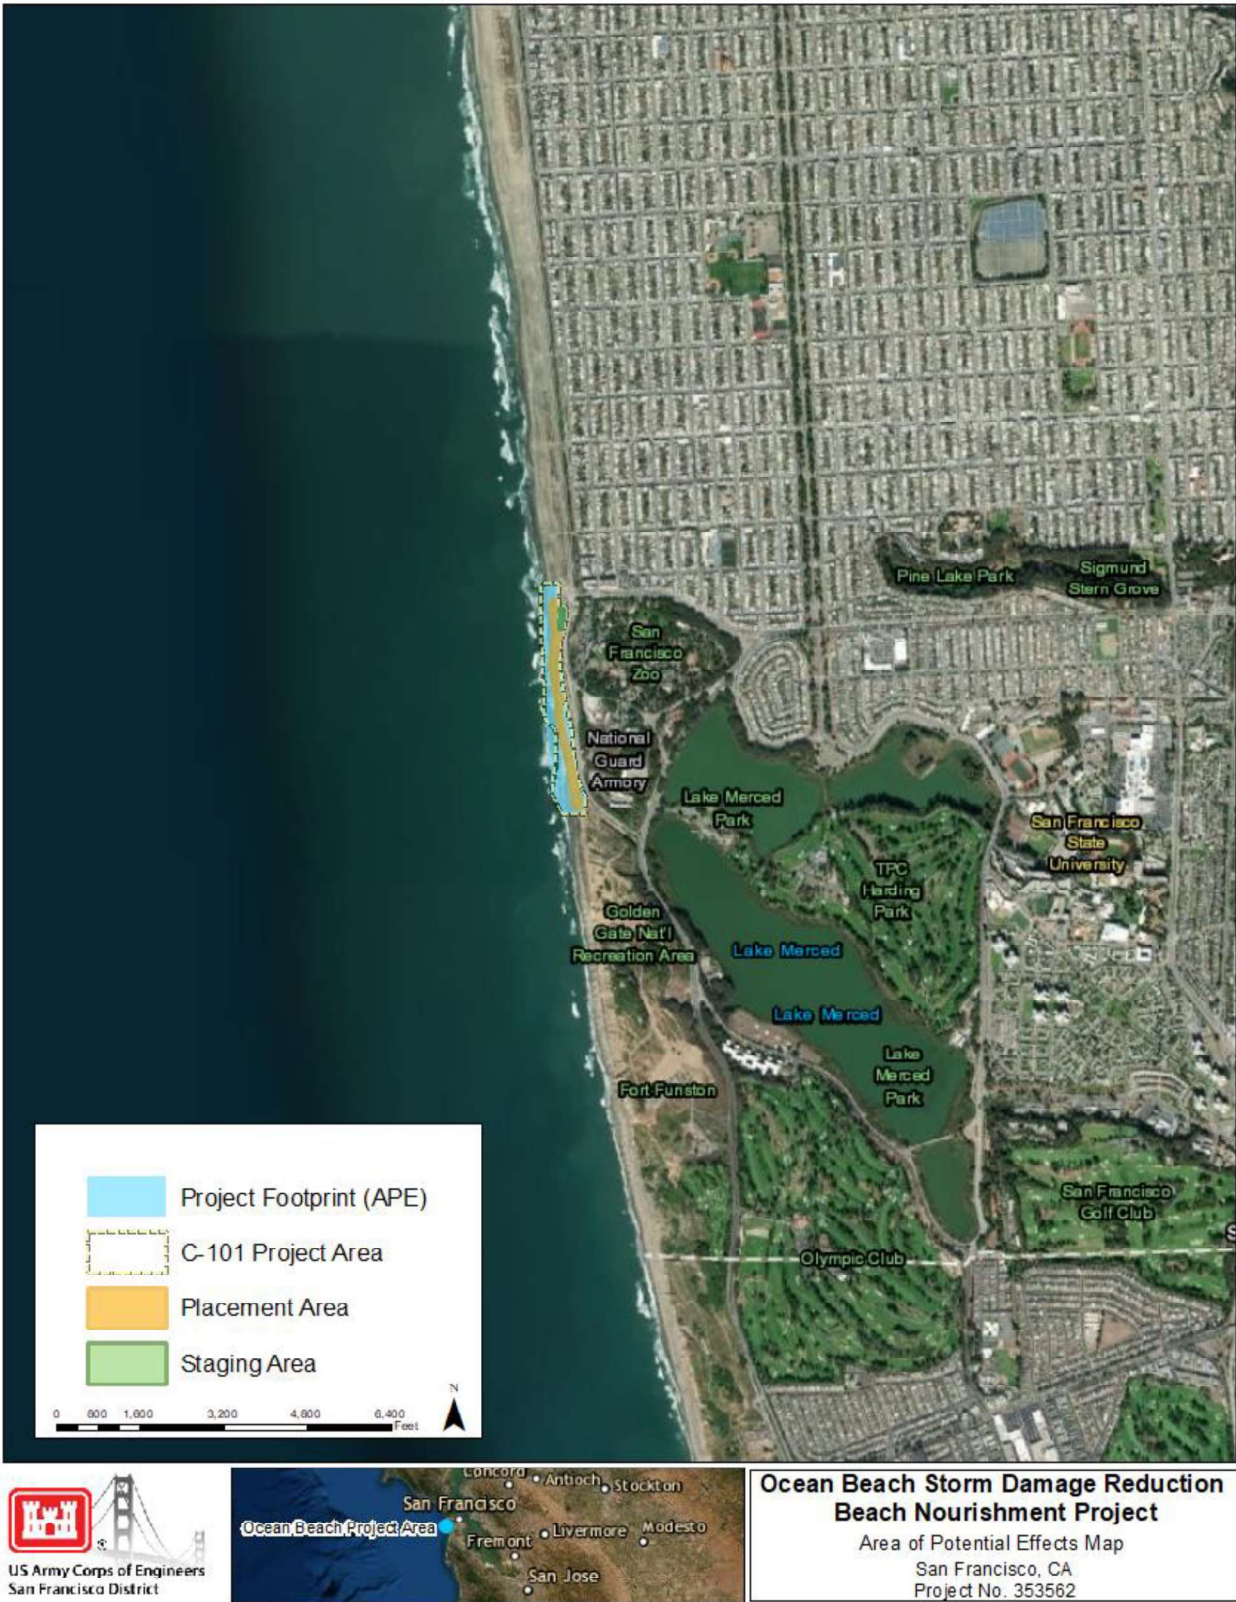 Pine Lake Park
Sigmund
Stern Grove
San
Francisco
Zoo
National
Guard
Armory
Lake Merced
Park
San Francisco
State
University
TPC
Harding
Park
Golden
Gate Nat'l
Recreation Area
Lake Merced
Lake Merced
Lake
Merced
Park
Fort Funston
San Francisco
Golf Club
S
Olympic Club
Project Footprint (APE)
C-101 Project Area
Placement Area
Staging Area
N
0 800 1,600 3,200 4,800 6,400
Feet
US Army Corps of Engineers
San Francisco District
Concord
Antioch
Stockton
San Francisco
Ocean Beach Project Area
Livermore
Modesto
Fremont
San Jose
Ocean Beach Storm Damage Reduction
Beach Nourishment Project
Area of Potential Effects Map
San Francisco, CA
Project No. 353562